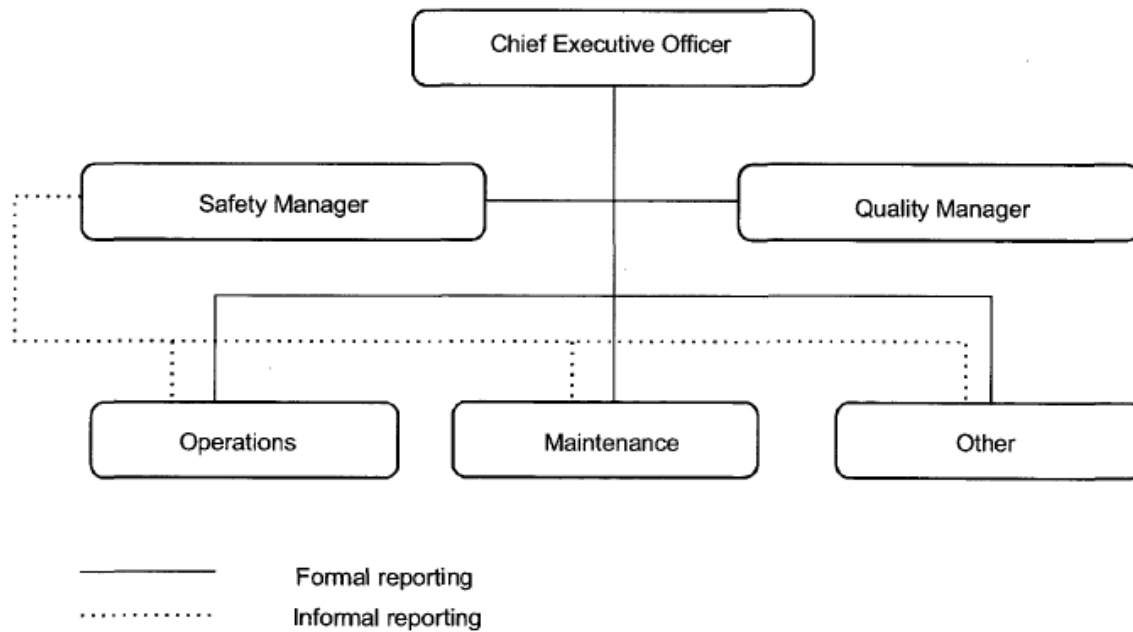 Chief Executive Officer
Safety Manager
Quality Manager
Operations
Maintenance
Other
Formal reporting
Informal reporting